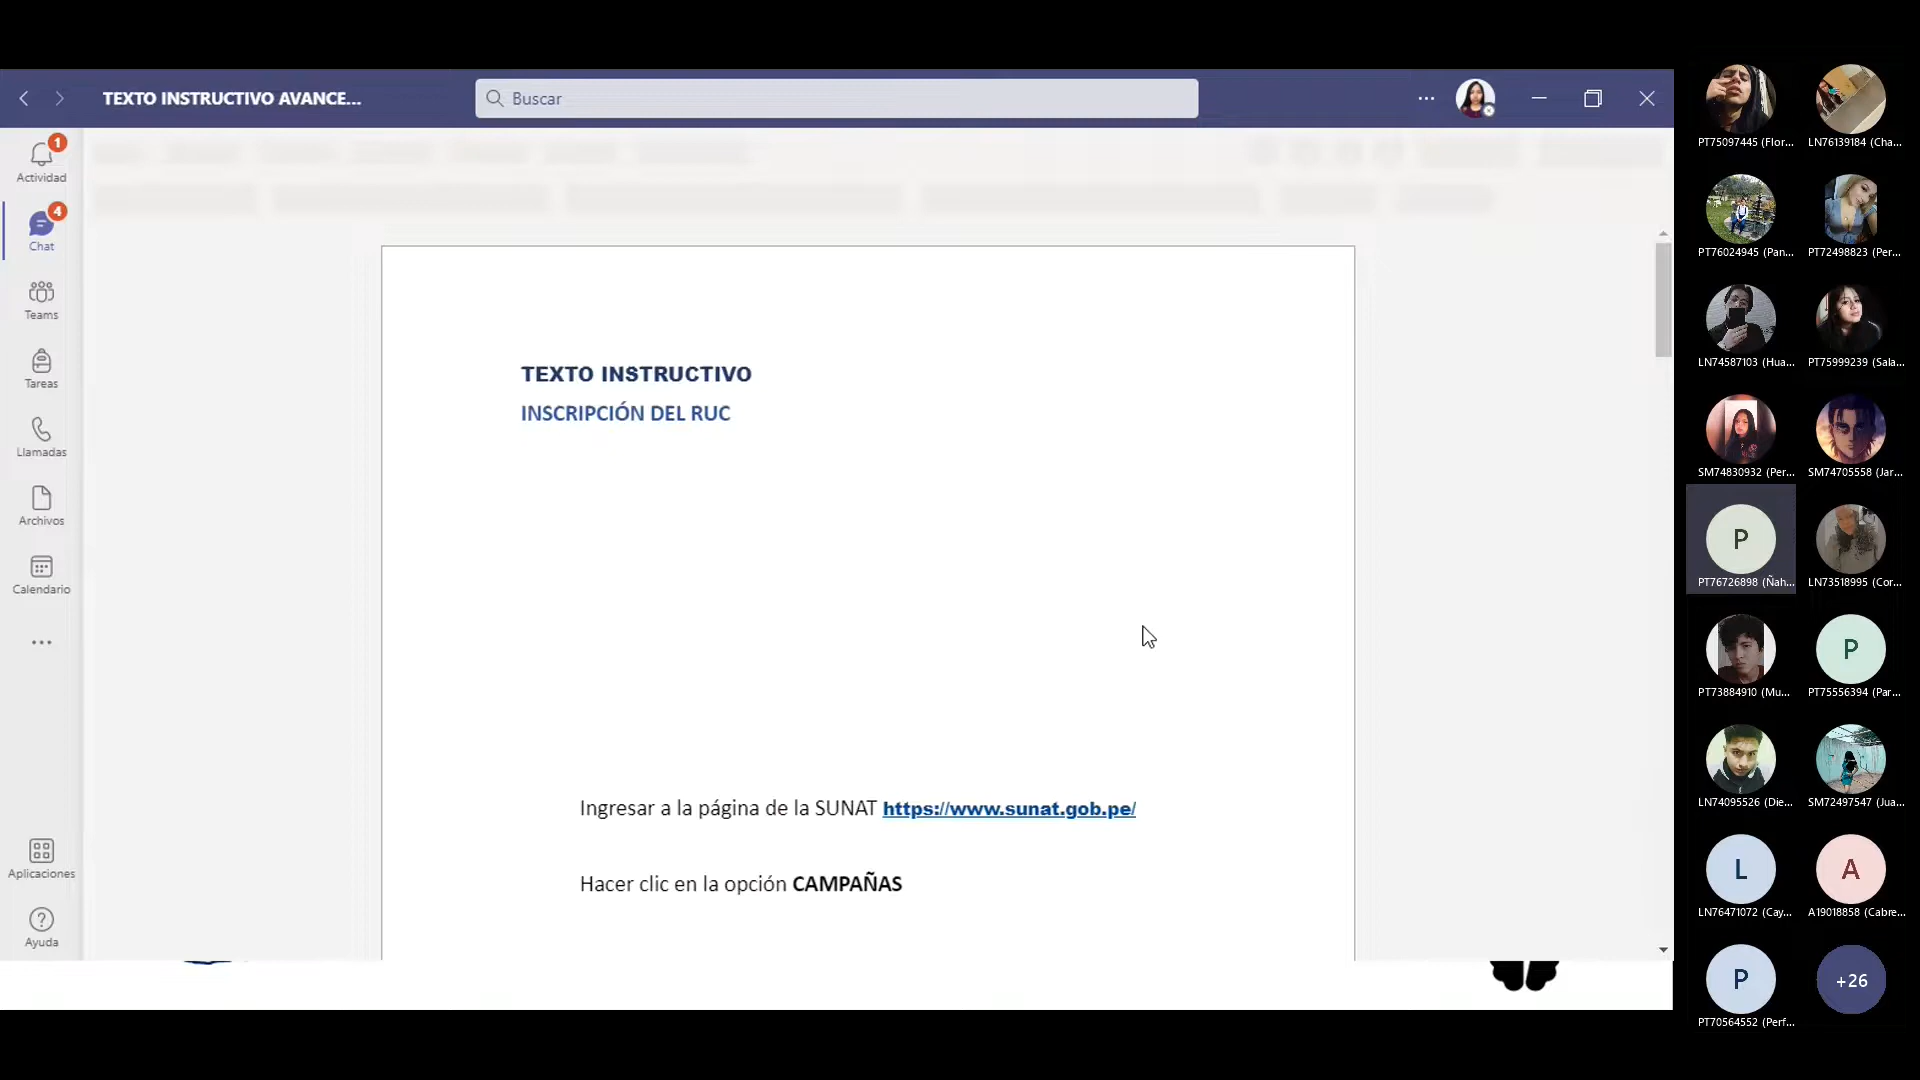 TEXTO INSTRUCTIVO AVANCE...
Buscar
1
Actividad
4
Chat
Teams
Tareas
Llamadas
Archivos
Calendario
Aplicaciones
Ayuda
TEXTO INSTRUCTIVO
INSCRIPCIÓN DEL RUC
Ingresar a la página de la SUNAT https://www.sunat.gob.pe/
Hacer clic en la opción CAMPAÑAS
PT75097445 (Flor...
LN76139184 (Cha...
PT76024945 (Pan...
PT72498823 (Per...
LN74587103 (Hua...
PT75999239 (Sala...
SM74830932 (Per...
SM74705558 (Jar...
P
PT76726898 (Ñah...
LN73518995 (Cor...
PT73884910 (Mu...
P
PT75556394 (Par...
LN74095526 (Die...
SM72497547 (Jua...
L
LN76471072 (Cay...
A
A19018858 (Cabre...
P
PT70564552 (Perf...
+26